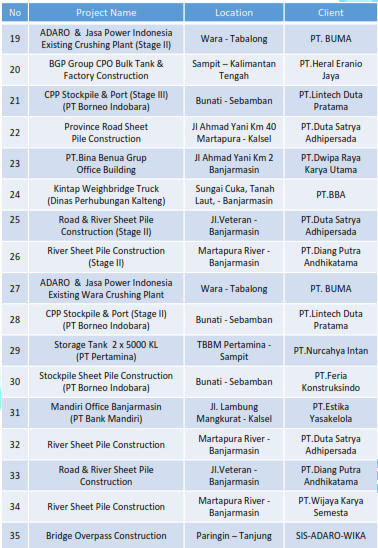 No Project Name Location Client
19 ADARO & Jasa Power Indonesia Existing Crushing Plant (Stage II) Wara - Tabalong PT. BUMA
20 BGP Group CPO Bulk Tank & Factory Construction Sampit – Kalimantan Tengah PT.Heral Eranio Jaya
21 CPP Stockpile & Port (Stage III) (PT Borneo Indobara) Bunati - Sebamban PT.Lintech Duta Pratama
22 Province Road Sheet Pile Construction Jl Ahmad Yani Km 40 Martapura - Kalsel PT.Duta Satrya Adhipersada
23 PT.Bina Benua Grup Office Building Jl Ahmad Yani Km 2 Banjarmasin PT.Dwipa Raya Karya Utama
24 Kintap Weighbridge Truck (Dinas Perhubungan Kalteng) Sungai Cuka, Tanah Laut, - Banjarmasin PT.BBA
25 Road & River Sheet Pile Construction (Stage II) Jl.Veteran - Banjarmasin PT.Duta Satrya Adhipersada
26 River Sheet Pile Construction (Stage II) Martapura River - Banjarmasin PT.Diang Putra Andhikatama
27 ADARO & Jasa Power Indonesia Existing Wara Crushing Plant Wara - Tabalong PT. BUMA
28 CPP Stockpile & Port (Stage II) (PT Borneo Indobara) Bunati - Sebamban PT.Lintech Duta Pratama
29 Storage Tank 2 x 5000 KL (PT Pertamina) TBBM Pertamina - Sampit PT.Nurcahya Intan
30 Stockpile Sheet Pile Construction (PT Borneo Indobara) Bunati - Sebamban PT.Feria Konstruksindo
31 Mandiri Office Banjarmasin (PT Bank Mandiri) Jl. Lambung Mangkurat - Kalsel PT.Estika Yasakelola
32 River Sheet Pile Construction Martapura River - Banjarmasin PT.Duta Satrya Adhipersada
33 Road & River Sheet Pile Construction Jl.Veteran - Banjarmasin PT.Diang Putra Andhikatama
34 River Sheet Pile Construction Martapura River - Banjarmasin PT.Wijaya Karya Semesta
35 Bridge Overpass Construction Paringin – Tanjung SIS-ADARO-WIKA